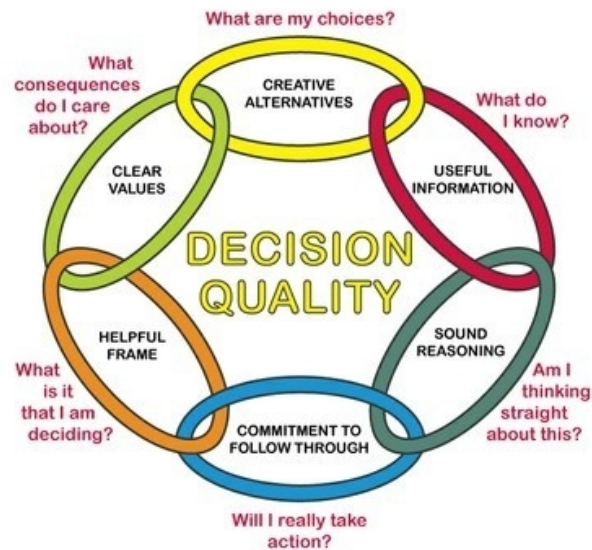 What are my choices?
CREATIVE
ALTERNATIVES
What do
I know?
USEFUL
INFORMATION
Am I
thinking
straight
about this?
SOUND
REASONING
Will I really take
action?
COMMITMENT TO
FOLLOW THROUGH
What
is it
that I am
deciding?
HELPFUL
FRAME
What
consequences
do I care
about?
CLEAR
VALUES
DECISION
QUALITY